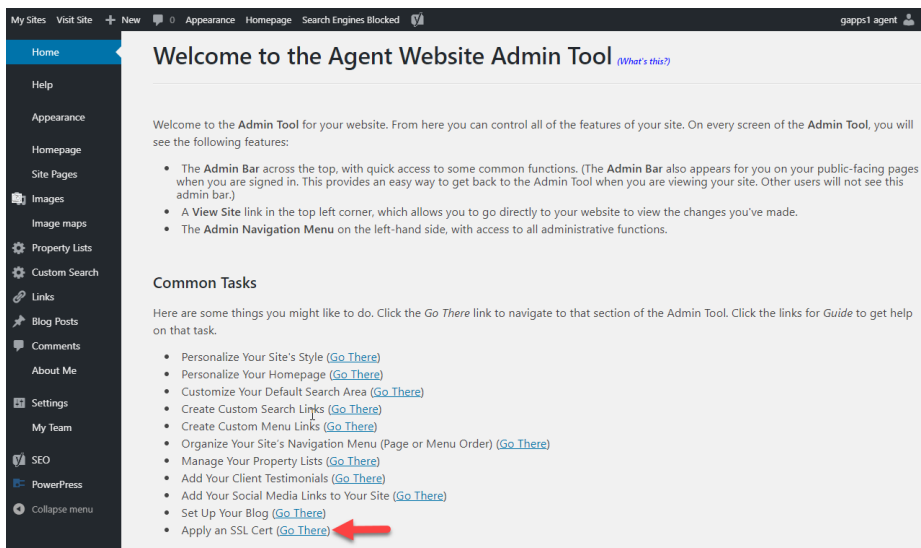 My Sites Visit Site + New 0 Appearance Homepage Search Engines Blocked gapps1 agent
Home
Help
Appearance
Homepage
Site Pages
Images
Image maps
Property Lists
Custom Search
Links
Blog Posts
Comments
About Me
Settings
My Team
SEO
PowerPress
Collapse menu
Welcome to the Agent Website Admin Tool (What's this?)
Welcome to the Admin Tool for your website. From here you can control all of the features of your site. On every screen of the Admin Tool, you will
see the following features:
• The Admin Bar across the top, with quick access to some common functions. (The Admin Bar also appears for you on your public-facing pages
when you are signed in. This provides an easy way to get back to the Admin Tool when you are viewing your site. Other users will not see this
admin bar.)
• A View Site link in the top left corner, which allows you to go directly to your website to view the changes you've made.
• The Admin Navigation Menu on the left-hand side, with access to all administrative functions.
Common Tasks
Here are some things you might like to do. Click the Go There link to navigate to that section of the Admin Tool. Click the links for Guide to get help
on that task.
• Personalize Your Site's Style (Go There)
• Personalize Your Homepage (Go There)
• Customize Your Default Search Area (Go There)
• Create Custom Search Links (Go There)
• Create Custom Menu Links (Go There)
• Organize Your Site's Navigation Menu (Page or Menu Order) (Go There)
• Manage Your Property Lists (Go There)
• Add Your Client Testimonials (Go There)
• Add Your Social Media Links to Your Site (Go There)
• Set Up Your Blog (Go There)
• Apply an SSL Cert (Go There)